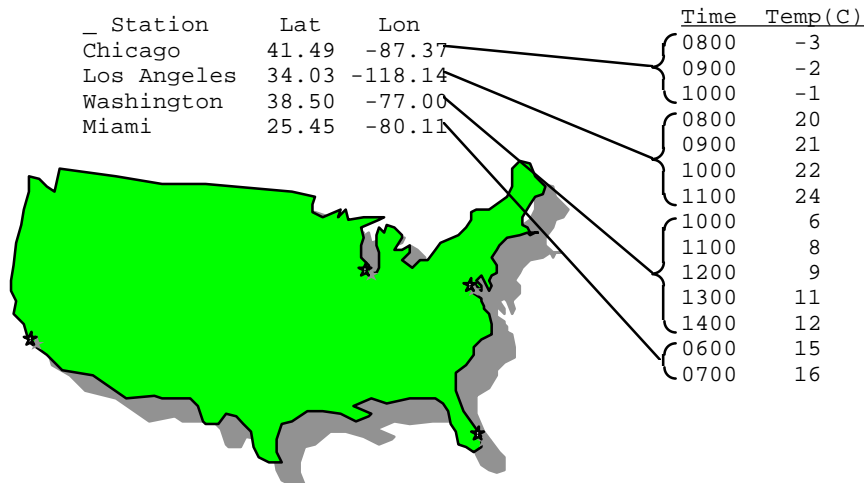 _ Station Lat Lon
Chicago 41.49 -87.37
Los Angeles 34.03 -118.14
Washington 38.50 -77.00
Miami 25.45 -80.11
Time Temp(C)
0800 -3
0900 -2
1000 -1
0800 20
0900 21
1000 22
1100 24
1000 6
1100 8
1200 9
1300 11
1400 12
0600 15
0700 16